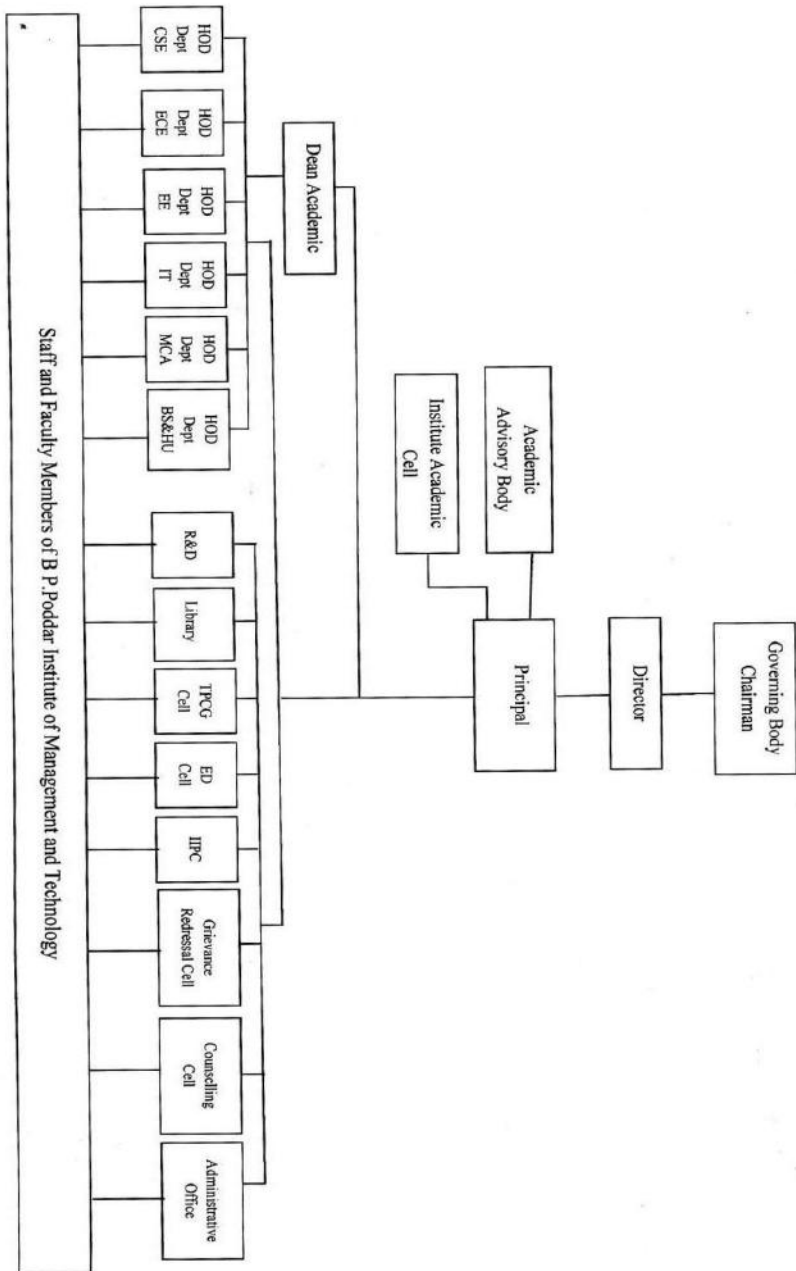 Governing Body
Chairman
Director
Principal
Academic
Advisory Body
Institute Academic
Cell
Dean Academic
HOD
Dept
CSE
HOD
Dept
ECE
HOD
Dept
EE
HOD
Dept
IT
HOD
Dept
MCA
HOD
Dept
BS&HU
R&D
Library
TPCG
Cell
ED
Cell
IIPC
Grievance
Redressal Cell
Counselling
Cell
Administrative
Office
Staff and Faculty Members of B P.Poddar Institute of Management and Technology